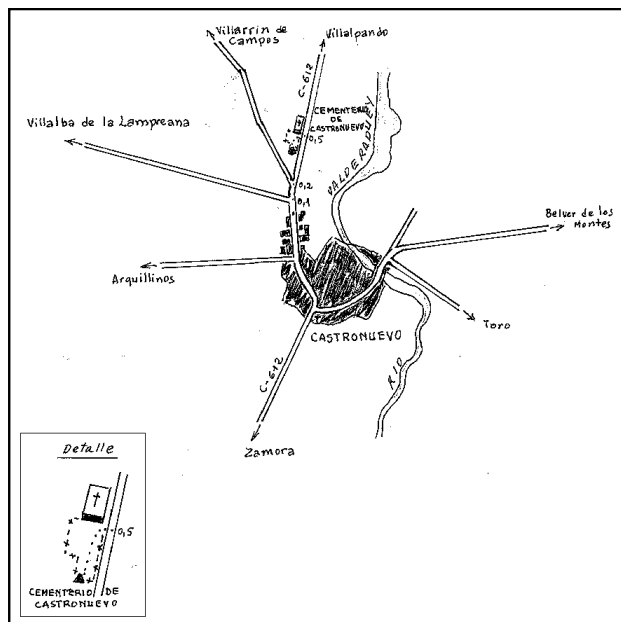 Villarrín de
Campos
Villalpando
C-612
CEMENTERIO
DE
CASTRONUEVO
0,5
VALDERADUEY
Villalba de la Lampreana
0,2
0,1
Belver de los
Montes
Arquillinos
Toro
CASTRONUEVO
C-612
RIO
Zamora
Detalle
0,5
CEMENTERIO DE
CASTRONUEVO